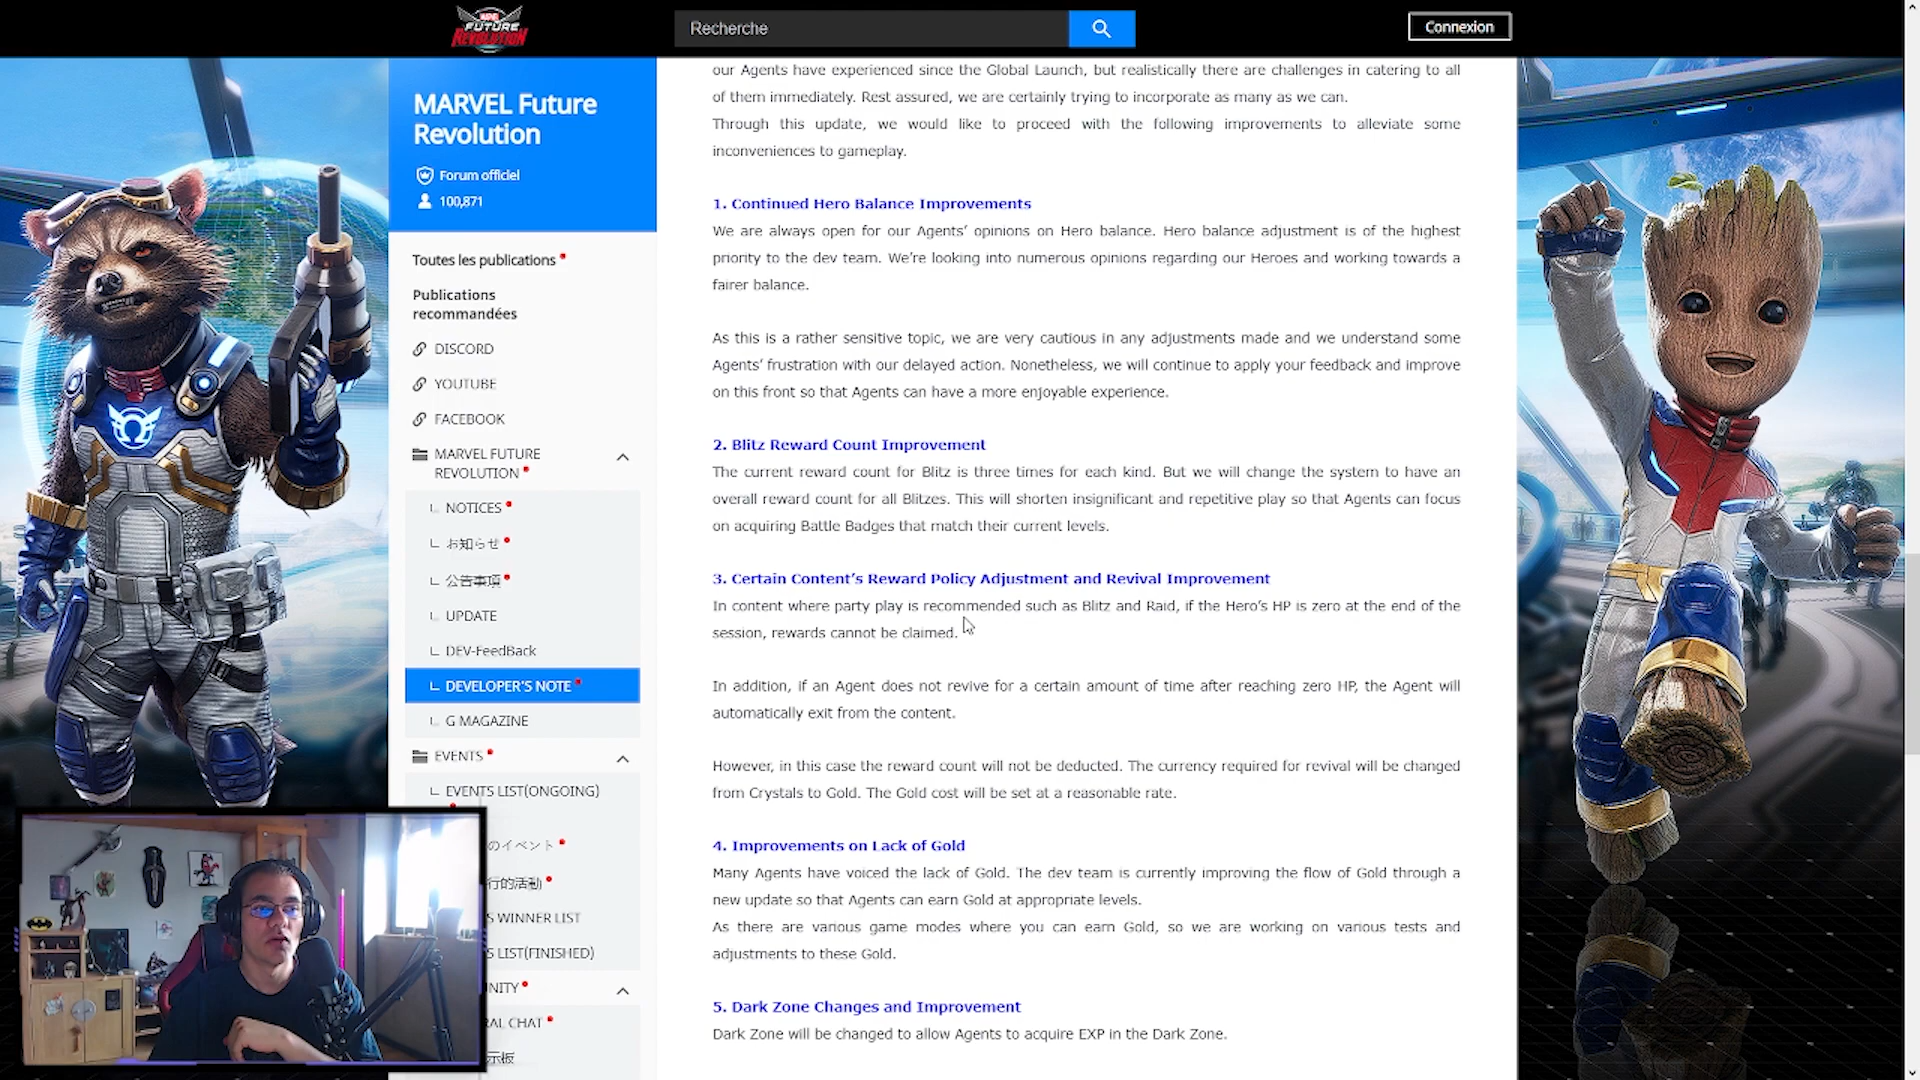 MARVEL
FUTURE
REVOLUTION
Recherche
Connexion
MARVEL Future
Revolution
Forum officiel
100,871
Toutes les publications
Publications
recommandées
DISCORD
YOUTUBE
FACEBOOK
MARVEL FUTURE
REVOLUTION
NOTICES
お知らせ
公告事項
UPDATE
DEV-FeedBack
DEVELOPER'S NOTE
G MAGAZINE
EVENTS
EVENTS LIST(ONGOING)
のイベント
行的活動
S WINNER LIST
S LIST(FINISHED)
NITY
RAL CHAT
示板
our Agents have experienced since the Global Launch, but realistically there are challenges in catering to all
of them immediately. Rest assured, we are certainly trying to incorporate as many as we can.
Through this update, we would like to proceed with the following improvements to alleviate some
inconveniences to gameplay.
1. Continued Hero Balance Improvements
We are always open for our Agents' opinions on Hero balance. Hero balance adjustment is of the highest
priority to the dev team. We're looking into numerous opinions regarding our Heroes and working towards a
fairer balance.
As this is a rather sensitive topic, we are very cautious in any adjustments made and we understand some
Agents' frustration with our delayed action. Nonetheless, we will continue to apply your feedback and improve
on this front so that Agents can have a more enjoyable experience.
2. Blitz Reward Count Improvement
The current reward count for Blitz is three times for each kind. But we will change the system to have an
overall reward count for all Blitzes. This will shorten insignificant and repetitive play so that Agents can focus
on acquiring Battle Badges that match their current levels.
3. Certain Content's Reward Policy Adjustment and Revival Improvement
In content where party play is recommended such as Blitz and Raid, if the Hero's HP is zero at the end of the
session, rewards cannot be claimed.
In addition, if an Agent does not revive for a certain amount of time after reaching zero HP, the Agent will
automatically exit from the content.
However, in this case the reward count will not be deducted. The currency required for revival will be changed
from Crystals to Gold. The Gold cost will be set at a reasonable rate.
4. Improvements on Lack of Gold
Many Agents have voiced the lack of Gold. The dev team is currently improving the flow of Gold through a
new update so that Agents can earn Gold at appropriate levels.
As there are various game modes where you can earn Gold, so we are working on various tests and
adjustments to these Gold.
5. Dark Zone Changes and Improvement
Dark Zone will be changed to allow Agents to acquire EXP in the Dark Zone.